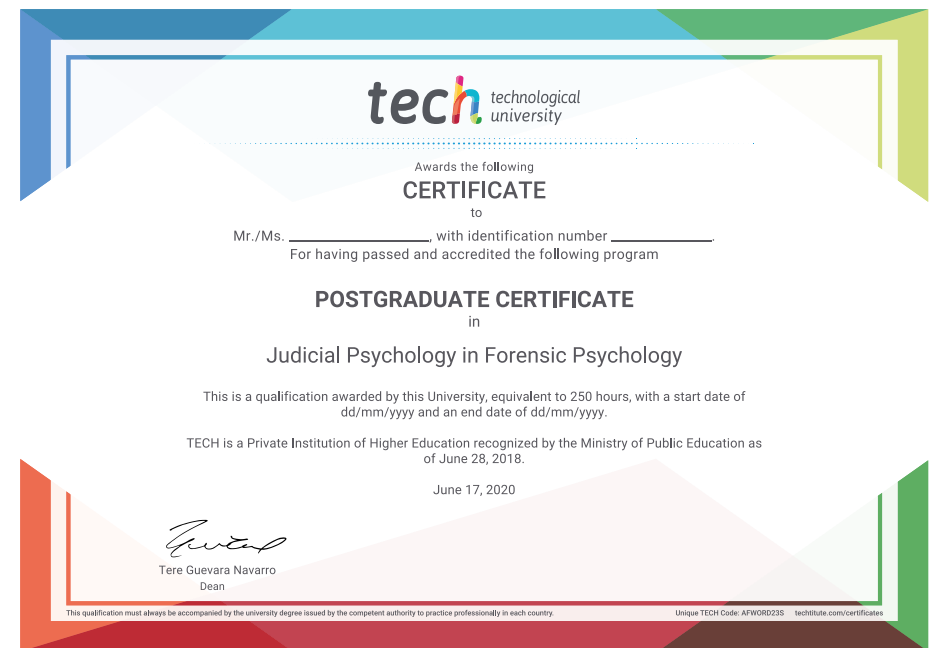 tech technological
university
Awards the following
CERTIFICATE
to
Mr./Ms. ____________________, with identification number ______________.
For having passed and accredited the following program
POSTGRADUATE CERTIFICATE
in
Judicial Psychology in Forensic Psychology
This is a qualification awarded by this University, equivalent to 250 hours, with a start date of
dd/mm/yyyy and an end date of dd/mm/yyyy.
TECH is a Private Institution of Higher Education recognized by the Ministry of Public Education as
of June 28, 2018.
June 17, 2020
Tere Guevara Navarro
Dean
This qualification must always be accompanied by the university degree issued by the competent authority to practice professionally in each country.
Unique TECH Code: AFWORD23S techtitute.com/certificates